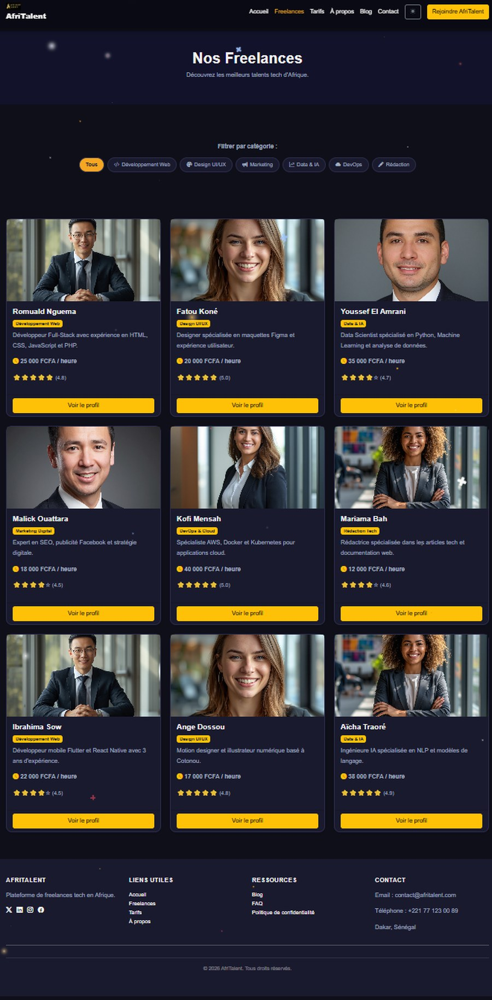 AfriTalent
Accueil Freelances Tarifs À propos Blog Contact Rejoindre AfriTalent
Nos Freelances
Découvrez les meilleurs talents tech d'Afrique.
Filtrer par catégorie :
Tous Développement Web Design UI/UX Marketing Data & IA DevOps Rédaction
Romuald Nguema
Développement Web
Développeur Full-Stack avec expérience en HTML,
CSS, JavaScript et PHP.
25 000 FCFA / heure
(4.8)
Voir le profil
Fatou Koné
Design UI/UX
Designer spécialisée en maquettes Figma et
expérience utilisateur.
20 000 FCFA / heure
(5.0)
Voir le profil
Youssef El Amrani
Data & IA
Data Scientist spécialisé en Python, Machine
Learning et analyse de données.
35 000 FCFA / heure
(4.7)
Voir le profil
Malick Ouattara
Marketing Digital
Expert en SEO, publicité Facebook et stratégie
digitale.
18 000 FCFA / heure
(4.5)
Voir le profil
Kofi Mensah
DevOps & Cloud
Spécialiste AWS, Docker et Kubernetes pour
applications cloud.
40 000 FCFA / heure
(5.0)
Voir le profil
Mariama Bah
Rédaction Tech
Rédactrice spécialisée dans les articles tech et
documentation web.
12 000 FCFA / heure
(4.6)
Voir le profil
Ibrahima Sow
Développement Web
Développeur mobile Flutter et React Native avec 3
ans d'expérience.
22 000 FCFA / heure
(4.5)
Voir le profil
Ange Dossou
Design UI/UX
Motion designer et illustrateur numérique basé à
Cotonou.
17 000 FCFA / heure
(4.8)
Voir le profil
Aïcha Traoré
Data & IA
Ingénieure IA spécialisée en NLP et modèles de
langage.
38 000 FCFA / heure
(4.9)
Voir le profil
AFRITALENT
Plateforme de freelances tech en Afrique.
LIENS UTILES
Accueil
Freelances
Tarifs
À propos
RESSOURCES
Blog
FAQ
Politique de confidentialité
CONTACT
Email : contact@afritalent.com
Téléphone : +221 77 123 00 89
Dakar, Sénégal
© 2026 AfriTalent. Tous droits réservés.